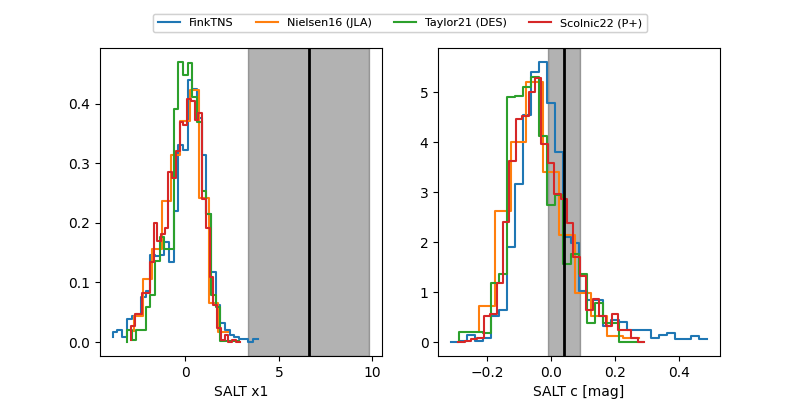 FinkTNS Nielsen16 (JLA) Taylor21 (DES) Scolnic22 (P+)
0.4
0.3
0.2
0.1
0.0
0 5 10
SALT x1
5
4
3
2
1
0
−0.2 0.0 0.2 0.4
SALT c [mag]